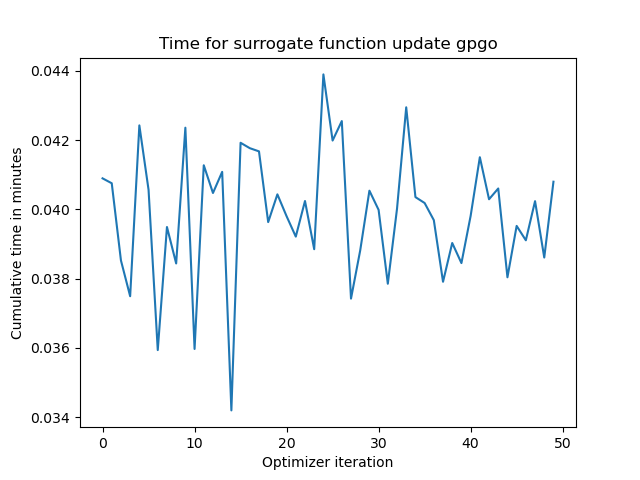 Time for surrogate function update gpgo
0.044
0.042
0.040
0.038
0.036
0.034
Cumulative time in minutes
0 10 20 30 40 50
Optimizer iteration